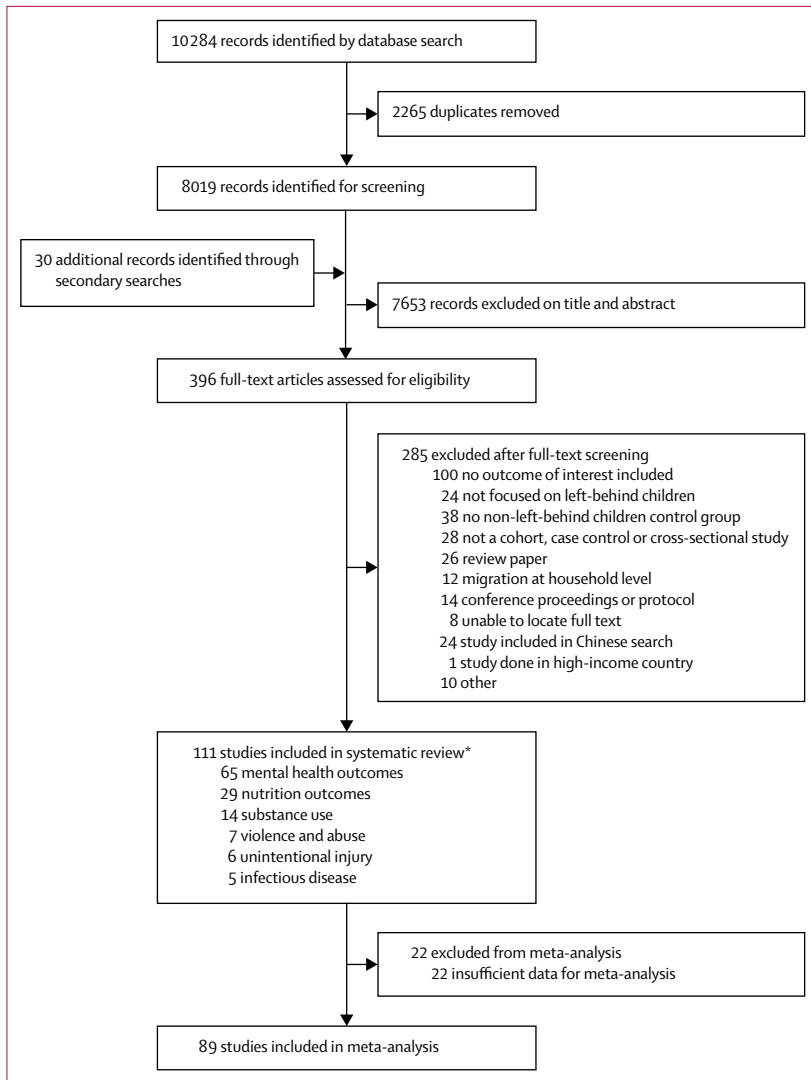 10 284 records identified by database search
2265 duplicates removed
8019 records identified for screening
30 additional records identified through
secondary searches
7653 records excluded on title and abstract
396 full-text articles assessed for eligibility
285 excluded after full-text screening
100 no outcome of interest included
24 not focused on left-behind children
38 no non-left-behind children control group
28 not a cohort, case control or cross-sectional study
26 review paper
12 migration at household level
14 conference proceedings or protocol
8 unable to locate full text
24 study included in Chinese search
1 study done in high-income country
10 other
111 studies included in systematic review*
65 mental health outcomes
29 nutrition outcomes
14 substance use
7 violence and abuse
6 unintentional injury
5 infectious disease
22 excluded from meta-analysis
22 insufficient data for meta-analysis
89 studies included in meta-analysis